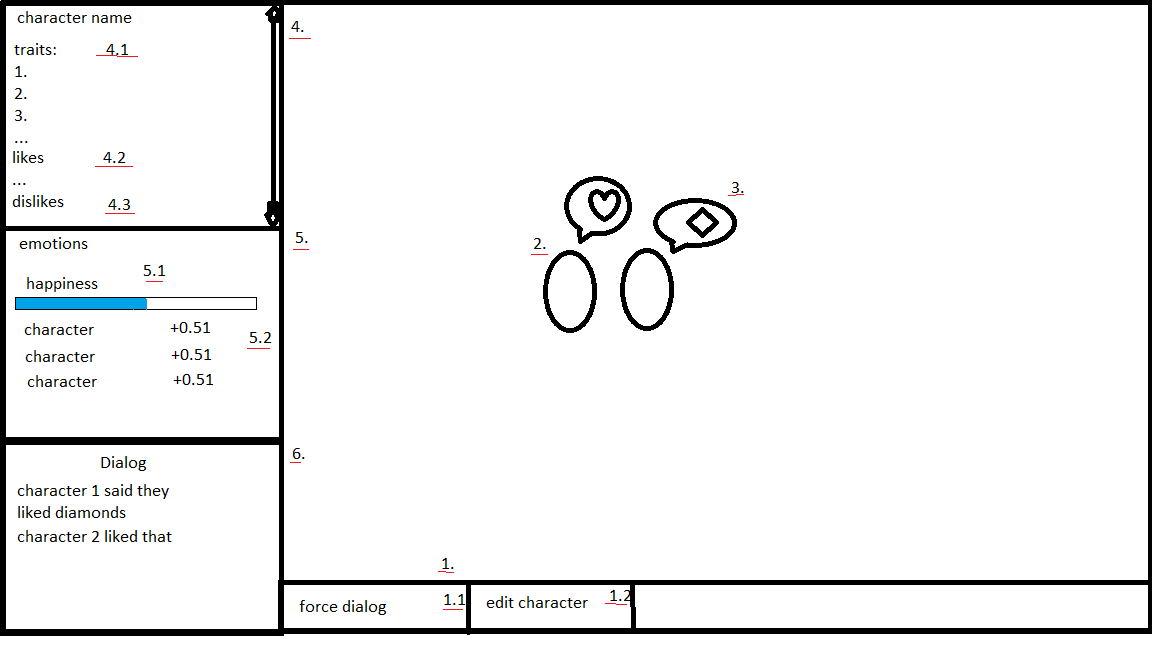 character name
traits: 4.1
1.
2.
3.
...
likes 4.2
...
dislikes 4.3
emotions
happiness 5.1
character +0.51
5.2
character +0.51
character +0.51
Dialog
character 1 said they
liked diamonds
character 2 liked that
4.
3.
2.
5.
6.
1.
force dialog 1.1
edit character 1.2